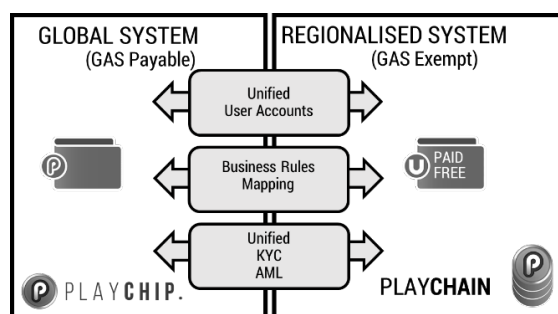 GLOBAL SYSTEM
(GAS Payable)
REGIONALISED SYSTEM
(GAS Exempt)
Unified
User Accounts
P
Business Rules
Mapping
U PAID
FREE
Unified
KYC
AML
P PLAYCHIP.
PLAYCHAIN
P